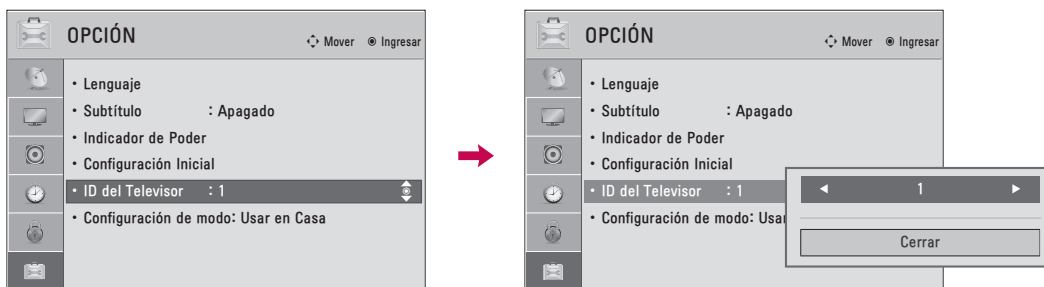 OPCIÓN
Mover Ingresar
• Lenguaje
• Subtítulo : Apagado
• Indicador de Poder
• Configuración Inicial
• ID del Televisor : 1
• Configuración de modo: Usar en Casa
OPCIÓN
Mover Ingresar
• Lenguaje
• Subtítulo : Apagado
• Indicador de Poder
• Configuración Inicial
• ID del Televisor : 1
• Configuración de modo: Usar
◀ 1 ▶
Cerrar